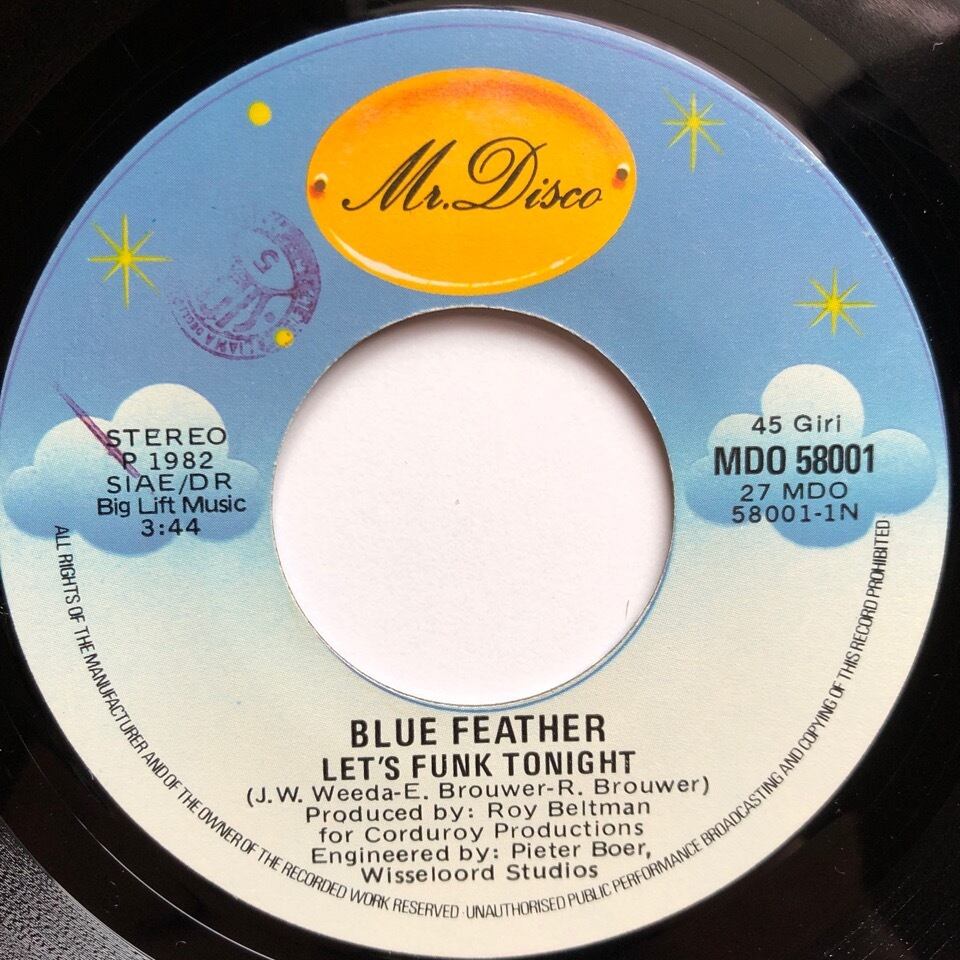 Mr. Disco
5
STEREO
P 1982
SIAE/DR
Big Lift Music
3:44
45 Giri
MDO 58001
27 MDO
58001-1N
BLUE FEATHER
LET'S FUNK TONIGHT
(J.W. Weeda-E. Brouwer-R. Brouwer)
Produced by: Roy Beltman
for Corduroy Productions
Engineered by: Pieter Boer,
Wisseloord Studios
ALL RIGHTS OF THE MANUFACTURER AND OF THE OWNER OF THE RECORDED WORK RESERVED · UNAUTHORISED PUBLIC PERFORMANCE BROADCASTING AND COPYING OF THIS RECORD PROHIBITED ·